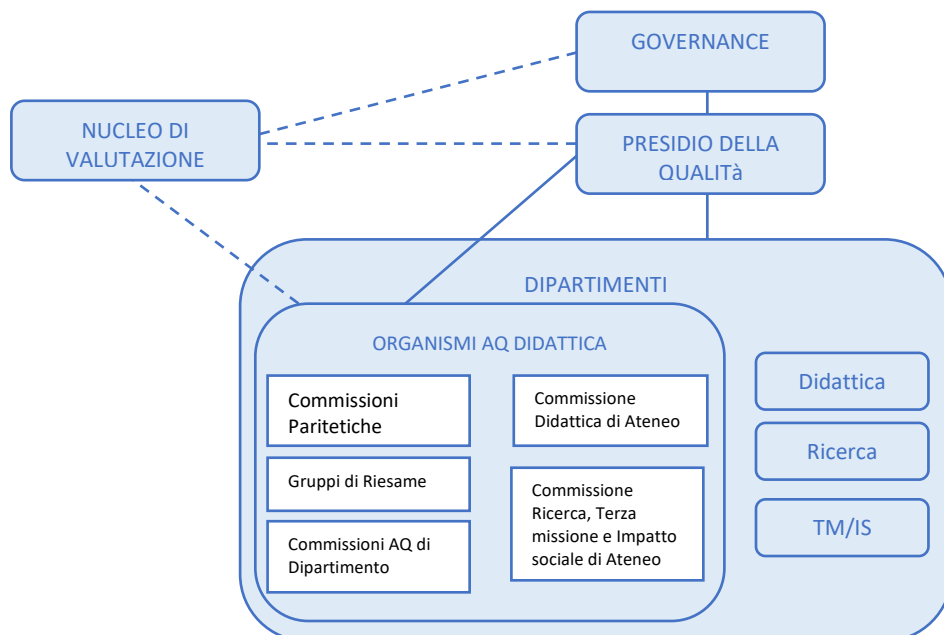 GOVERNANCE
NUCLEO DI
VALUTAZIONE
PRESIDIO DELLA
QUALITà
DIPARTIMENTI
ORGANISMI AQ DIDATTICA
Commissioni
Paritetiche
Gruppi di Riesame
Commissioni AQ di
Dipartimento
Commissione
Didattica di Ateneo
Commissione
Ricerca, Terza
missione e Impatto
sociale di Ateneo
Didattica
Ricerca
TM/IS